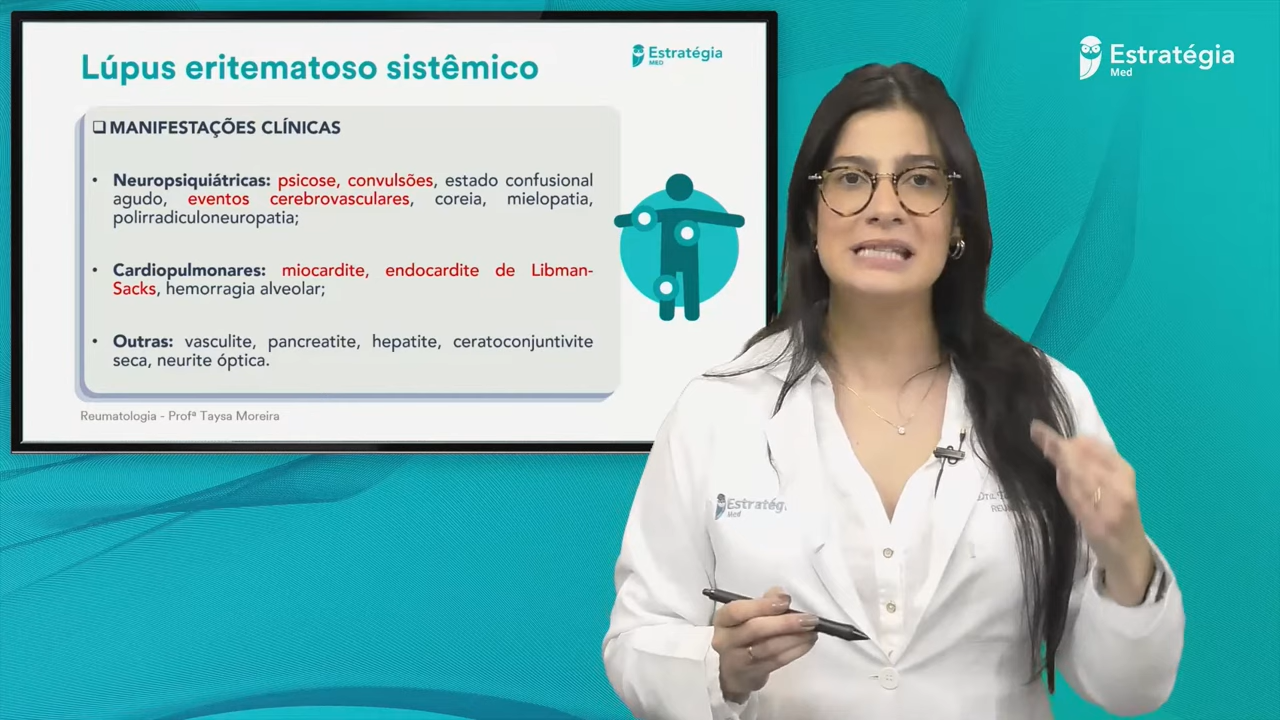 Lúpus eritematoso sistêmico
Estratégia
MED
❑ MANIFESTAÇÕES CLÍNICAS
• Neuropsiquiátricas: psicose, convulsões, estado confusional
agudo, eventos cerebrovasculares, coreia, mielopatia,
polirradiculoneuropatia;
• Cardiopulmonares: miocardite, endocardite de Libman-
Sacks, hemorragia alveolar;
• Outras: vasculite, pancreatite, hepatite, ceratoconjuntivite
seca, neurite óptica.
Reumatologia - Profª Taysa Moreira
Estratégia
Med
Estratégi
Med